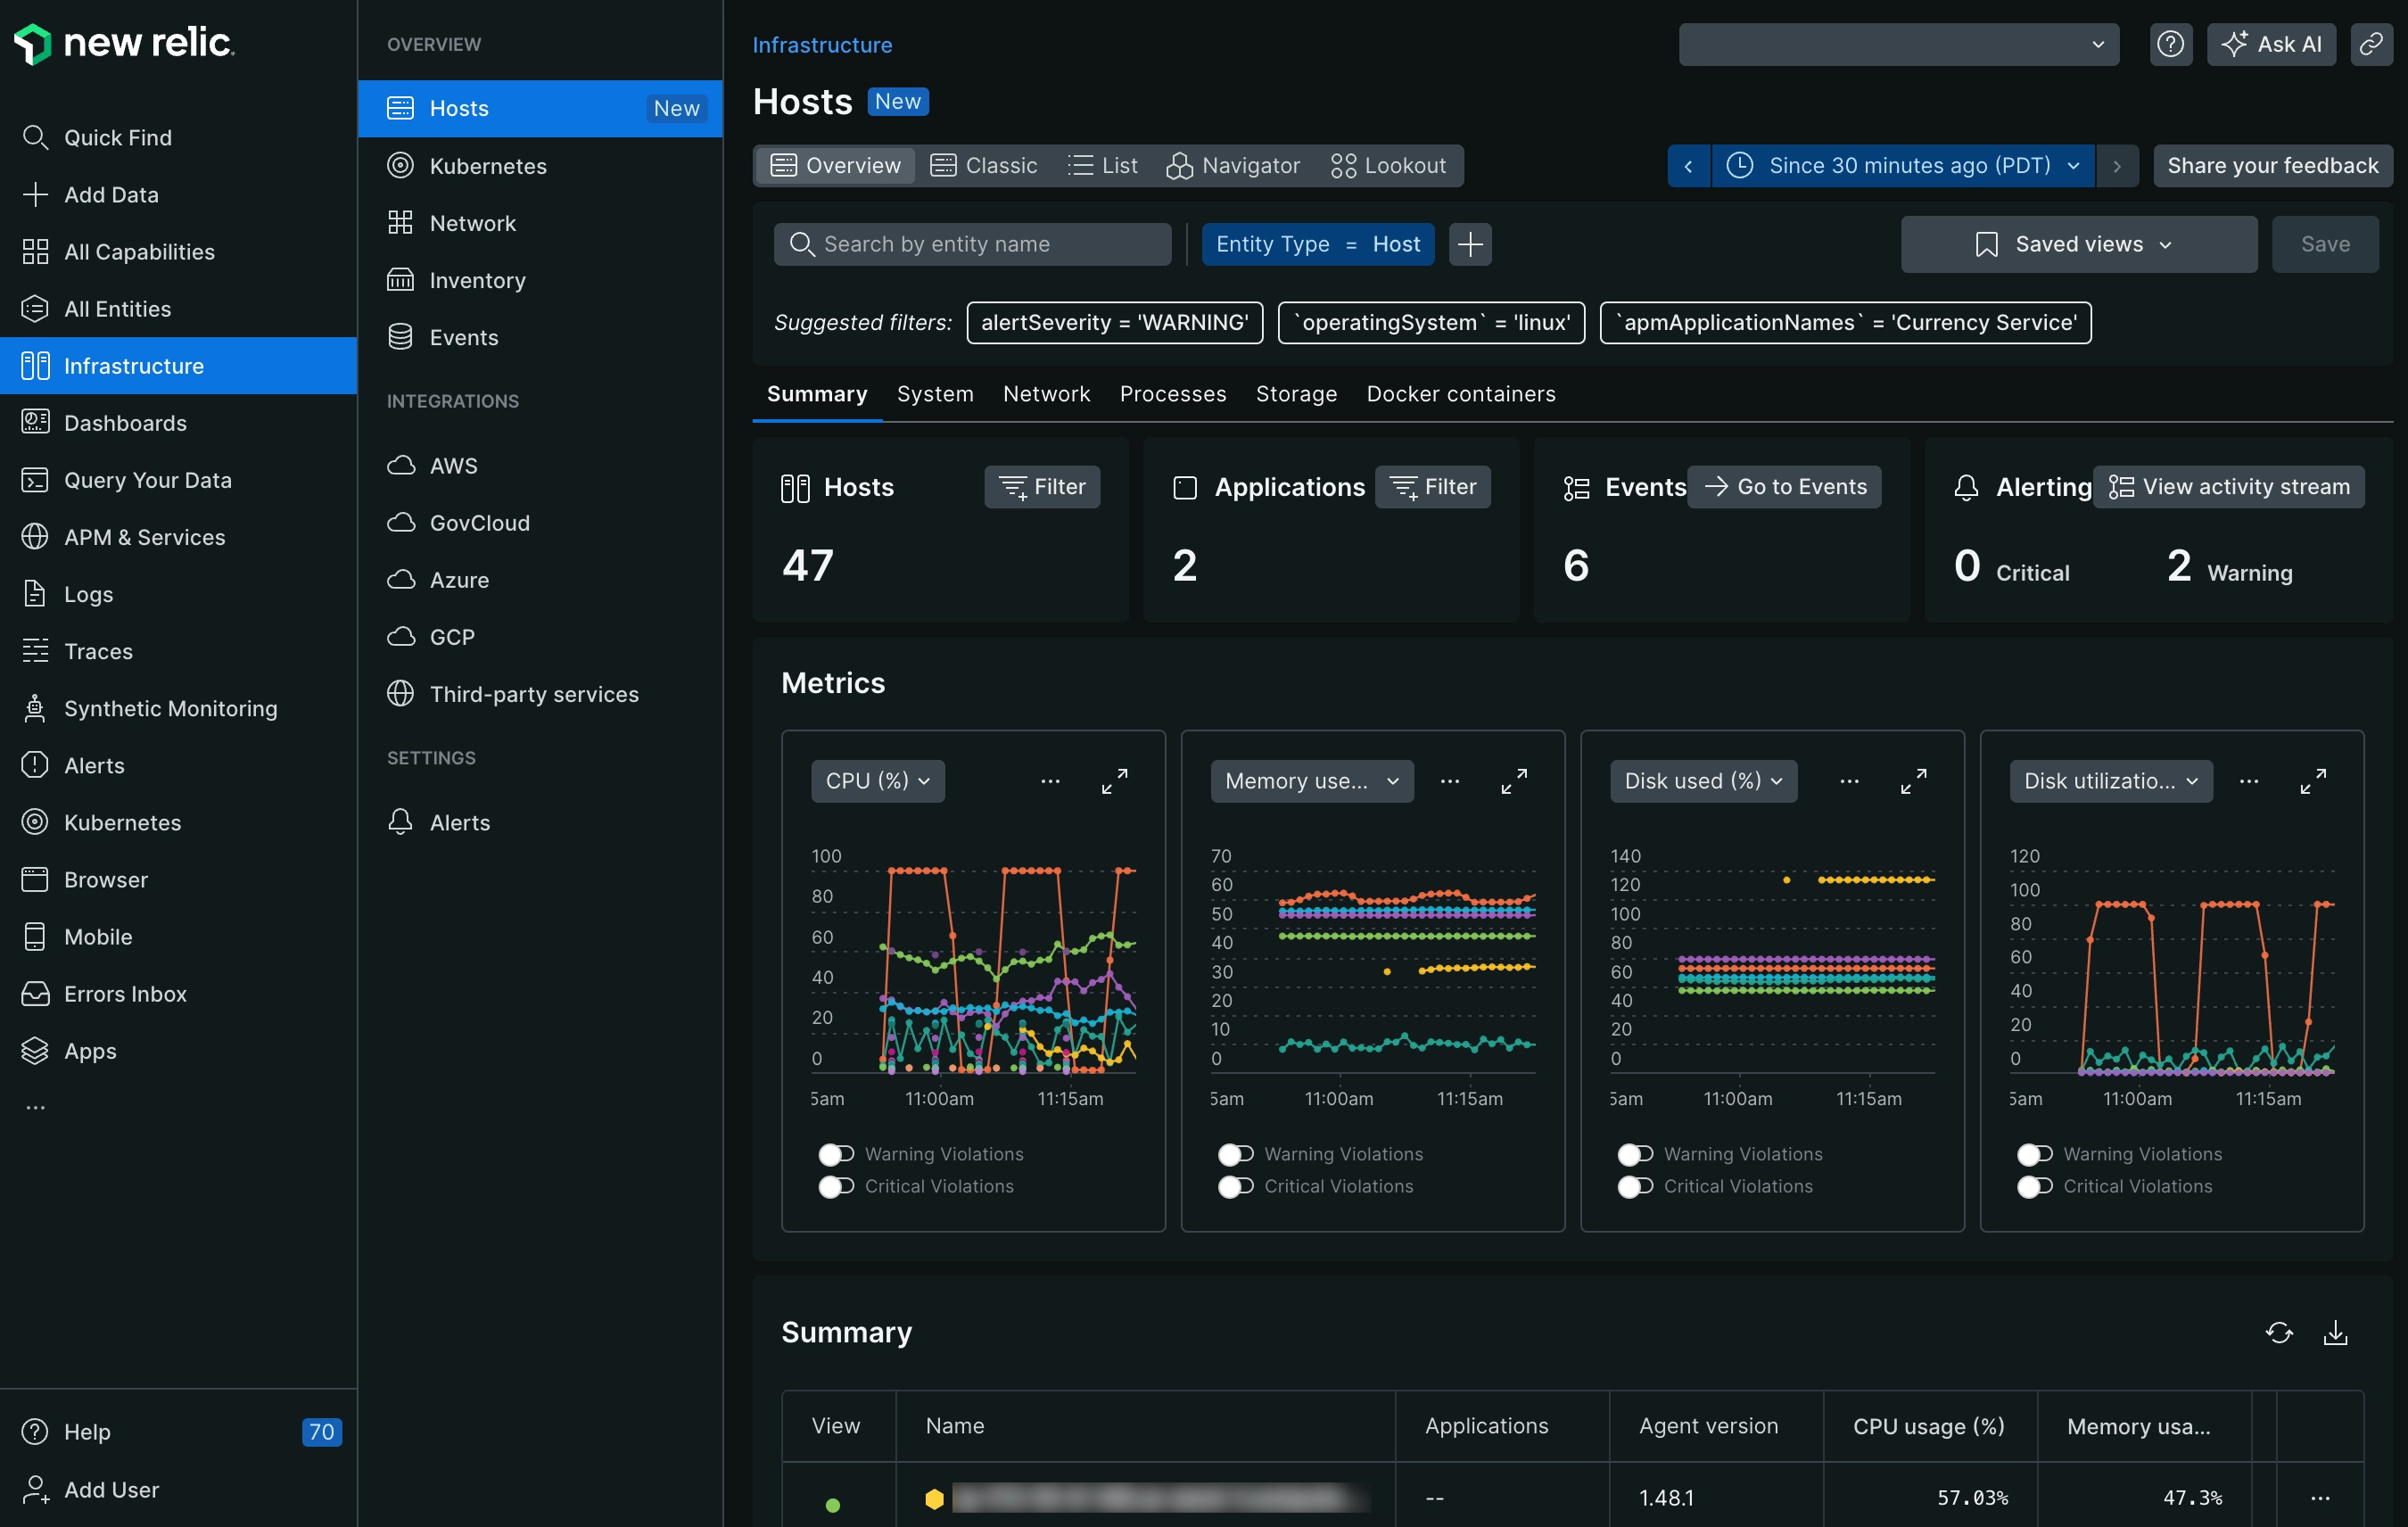 new relic.
Quick Find
Add Data
All Capabilities
All Entities
Infrastructure
Dashboards
Query Your Data
APM & Services
Logs
Traces
Synthetic Monitoring
Alerts
Kubernetes
Browser
Mobile
Errors Inbox
Apps
...
Help 70
Add User
OVERVIEW
Hosts New
Kubernetes
Network
Inventory
Events
INTEGRATIONS
AWS
GovCloud
Azure
GCP
Third-party services
SETTINGS
Alerts
Infrastructure
Ask AI
Hosts New
Overview Classic List Navigator Lookout
Since 30 minutes ago (PDT)
Share your feedback
Search by entity name
Entity Type = Host
Saved views
Save
Suggested filters: alertSeverity = 'WARNING' `operatingSystem` = 'linux' `apmApplicationNames` = 'Currency Service'
Summary System Network Processes Storage Docker containers
Hosts Filter
47
Applications Filter
2
Events Go to Events
6
Alerting View activity stream
0 Critical 2 Warning
Metrics
CPU (%) ...
100
80
60
40
20
0
5am 11:00am 11:15am
Warning Violations
Critical Violations
Memory use... ...
70
60
50
40
30
20
10
0
5am 11:00am 11:15am
Warning Violations
Critical Violations
Disk used (%) ...
140
120
100
80
60
40
20
0
5am 11:00am 11:15am
Warning Violations
Critical Violations
Disk utilizatio... ...
120
100
80
60
40
20
0
5am 11:00am 11:15am
Warning Violations
Critical Violations
Summary
View Name Applications Agent version CPU usage (%) Memory usa...
-- 1.48.1 57.03% 47.3% ...